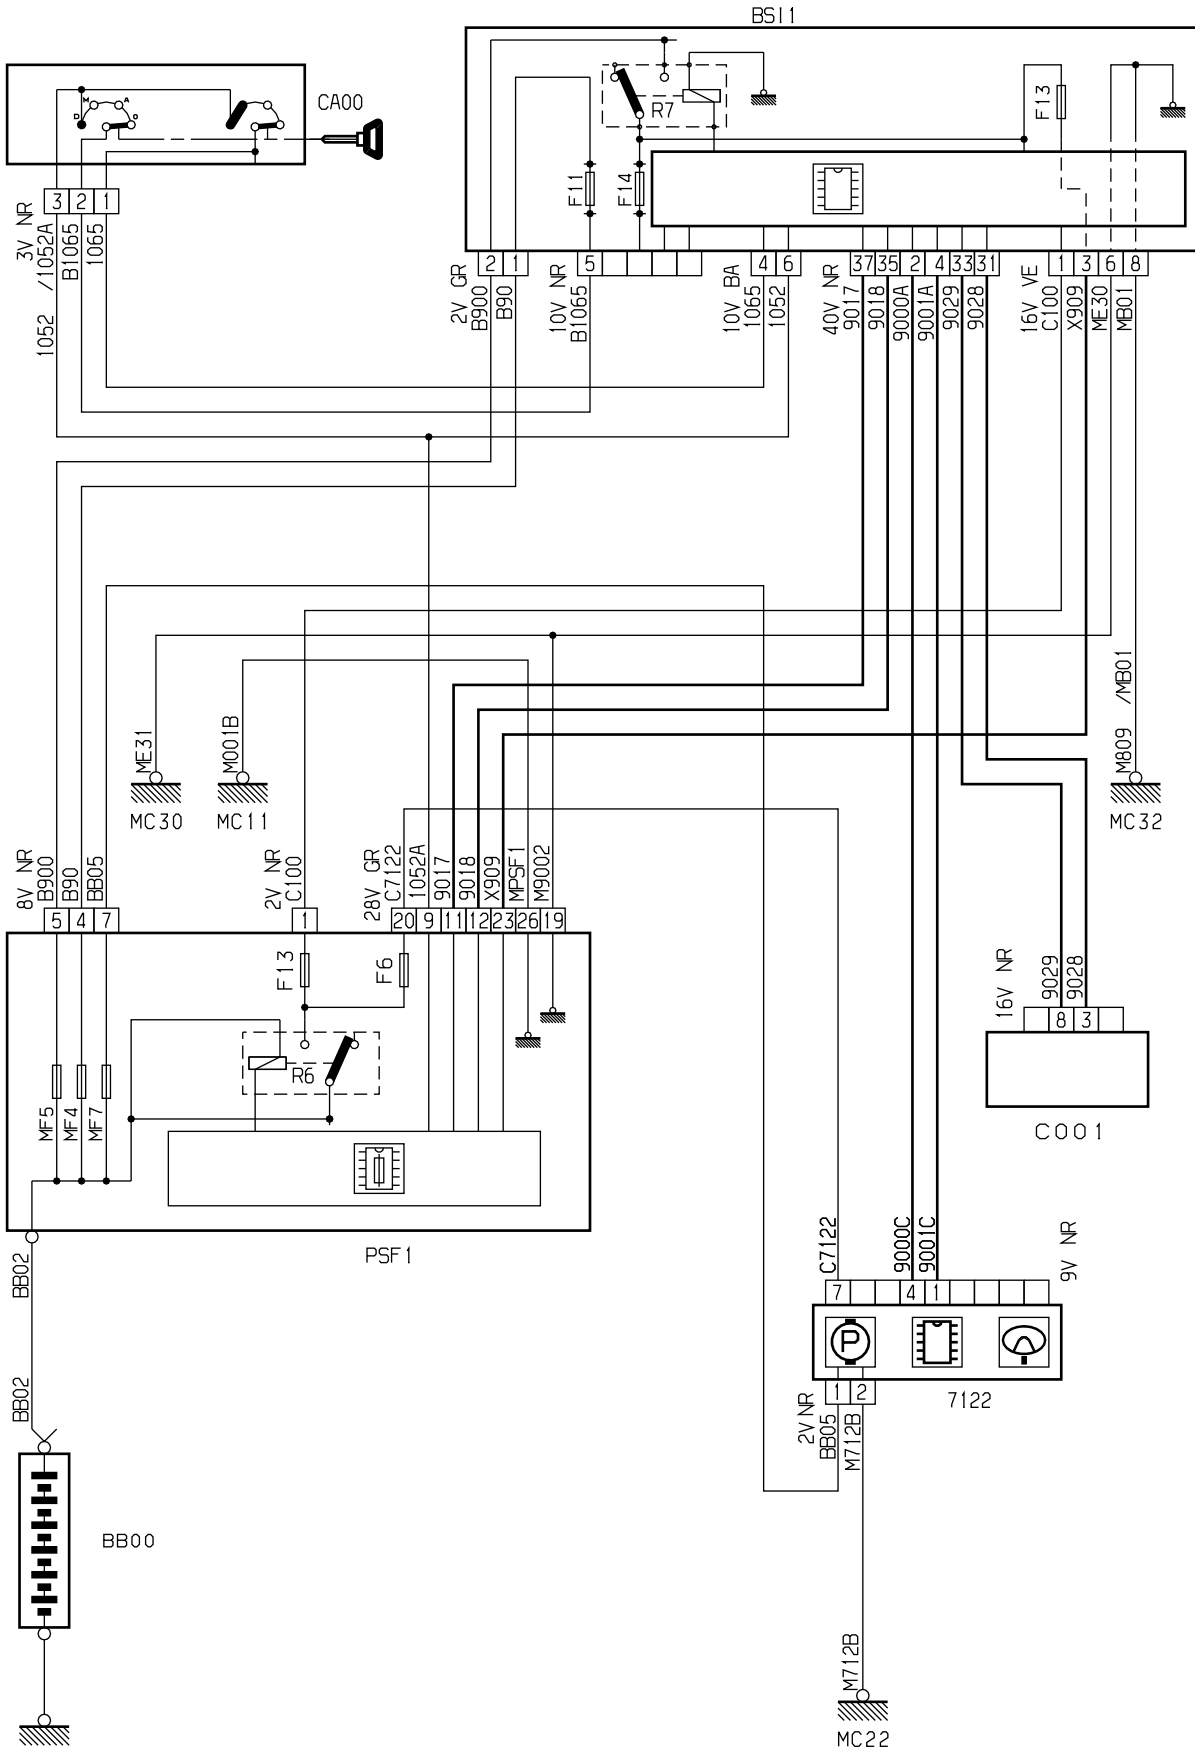 BSI1
CA00
M A
D O
R7
F13
F11
F14
3 2 1
3V NR
1052 /1052A
B1065
1065
2 1
2V GR
B900
B90
5
10V NR
B1065
4 6
10V BA
1065
1052
37 35 2 4 33 31
40V NR
9017
9018
9000A
9001A
9029
9028
1 3 6 8
16V VE
C100
X909
ME30
MB01
ME31
MC30
M001B
MC11
M809 /MB01
MC32
8V NR
B900
B90
BB05
5 4 7
2V NR
C100
1
28V GR
C7122
1052A
9017
9018
X909
MPSF1
M9002
20 9 11 12 23 26 19
F13
F6
R6
MF5
MF4
MF7
PSF1
16V NR
9029
9028
8 3
C001
BB02
BB02
BB00
C7122
9000C
9001C
9V NR
7 4 1
P
1 2
7122
2V NR
BB05
M712B
M712B
MC22